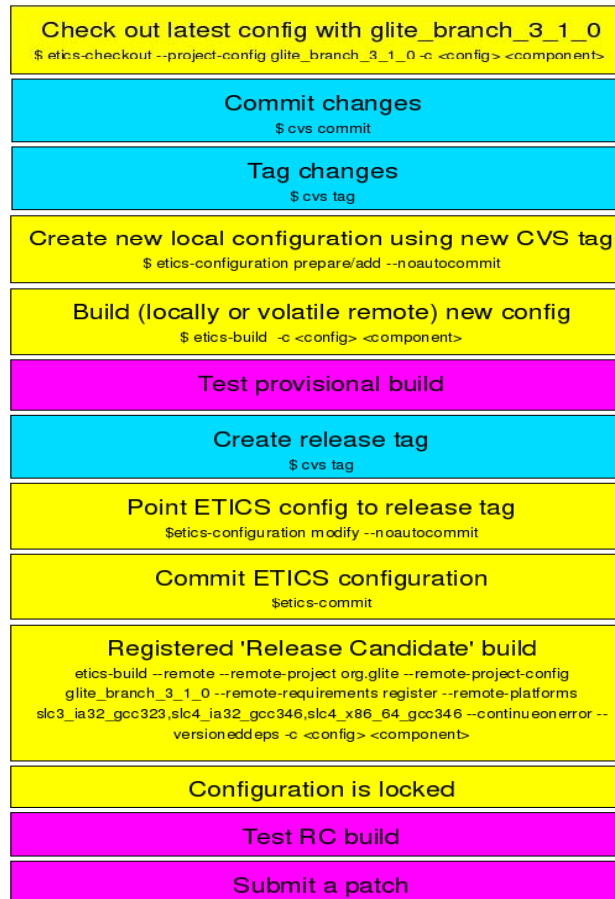 Check out latest config with glite_branch_3_1_0
$ etics-checkout --project-config glite_branch_3_1_0 -c <config> <component>
Commit changes
$ cvs commit
Tag changes
$ cvs tag
Create new local configuration using new CVS tag
$ etics-configuration prepare/add --noautocommit
Build (locally or volatile remote) new config
$ etics-build -c <config> <component>
Test provisional build
Create release tag
$ cvs tag
Point ETICS config to release tag
$etics-configuration modify --noautocommit
Commit ETICS configuration
$etics-commit
Registered 'Release Candidate' build
etics-build --remote --remote-project org.glite --remote-project-config
glite_branch_3_1_0 --remote-requirements register --remote-platforms
slc3_ia32_gcc323,slc4_ia32_gcc346,slc4_x86_64_gcc346 --continueonerror --
versioneddeps -c <config> <component>
Configuration is locked
Test RC build
Submit a patch